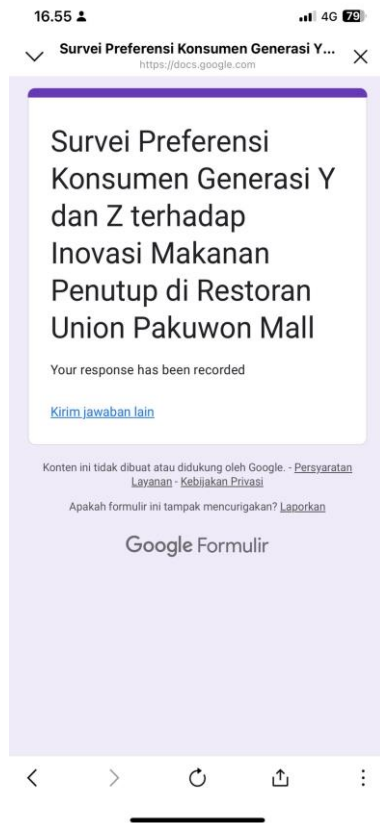 16.55
4G 79
Survei Preferensi Konsumen Generasi Y...
https://docs.google.com
Survei Preferensi
Konsumen Generasi Y
dan Z terhadap
Inovasi Makanan
Penutup di Restoran
Union Pakuwon Mall
Your response has been recorded
Kirim jawaban lain
Konten ini tidak dibuat atau didukung oleh Google. - Persyaratan
Layanan - Kebijakan Privasi
Apakah formulir ini tampak mencurigakan? Laporkan
Google Formulir